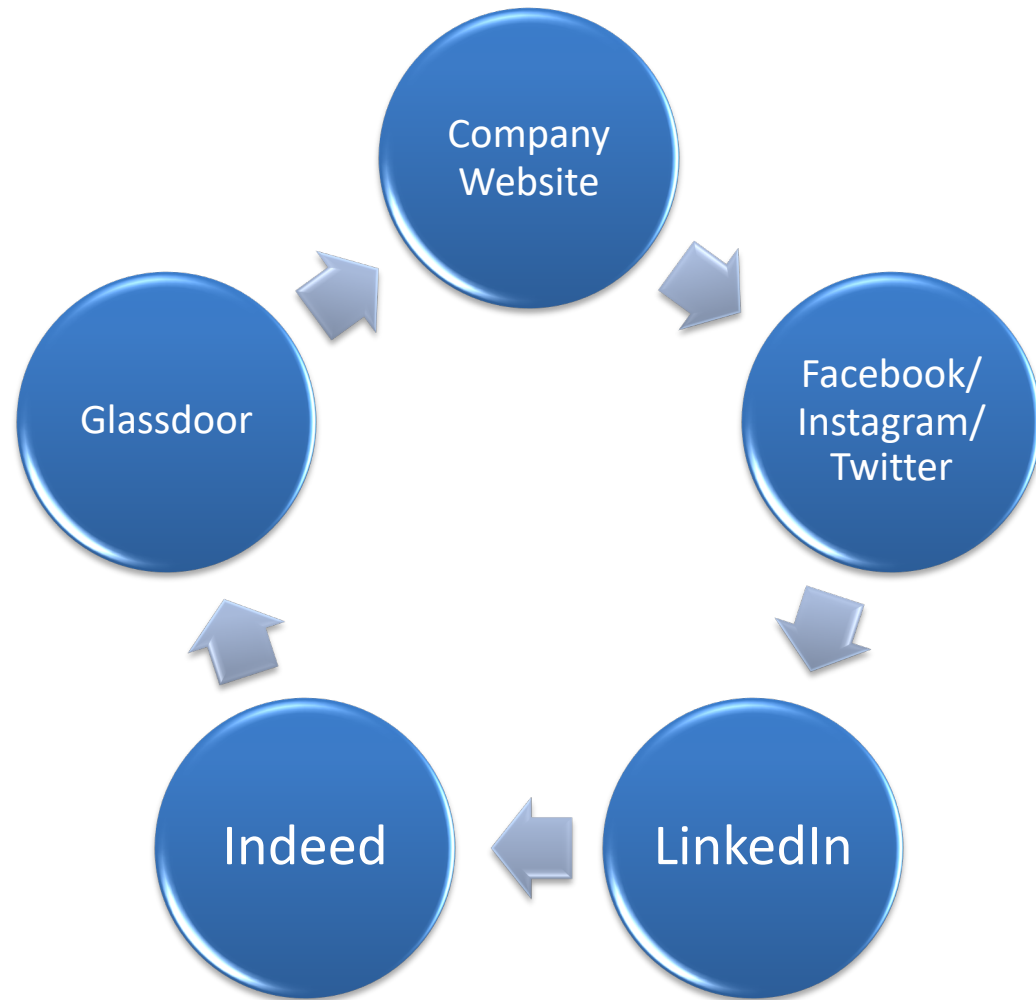 Company
Website
Facebook/
Instagram/
Twitter
LinkedIn
Indeed
Glassdoor